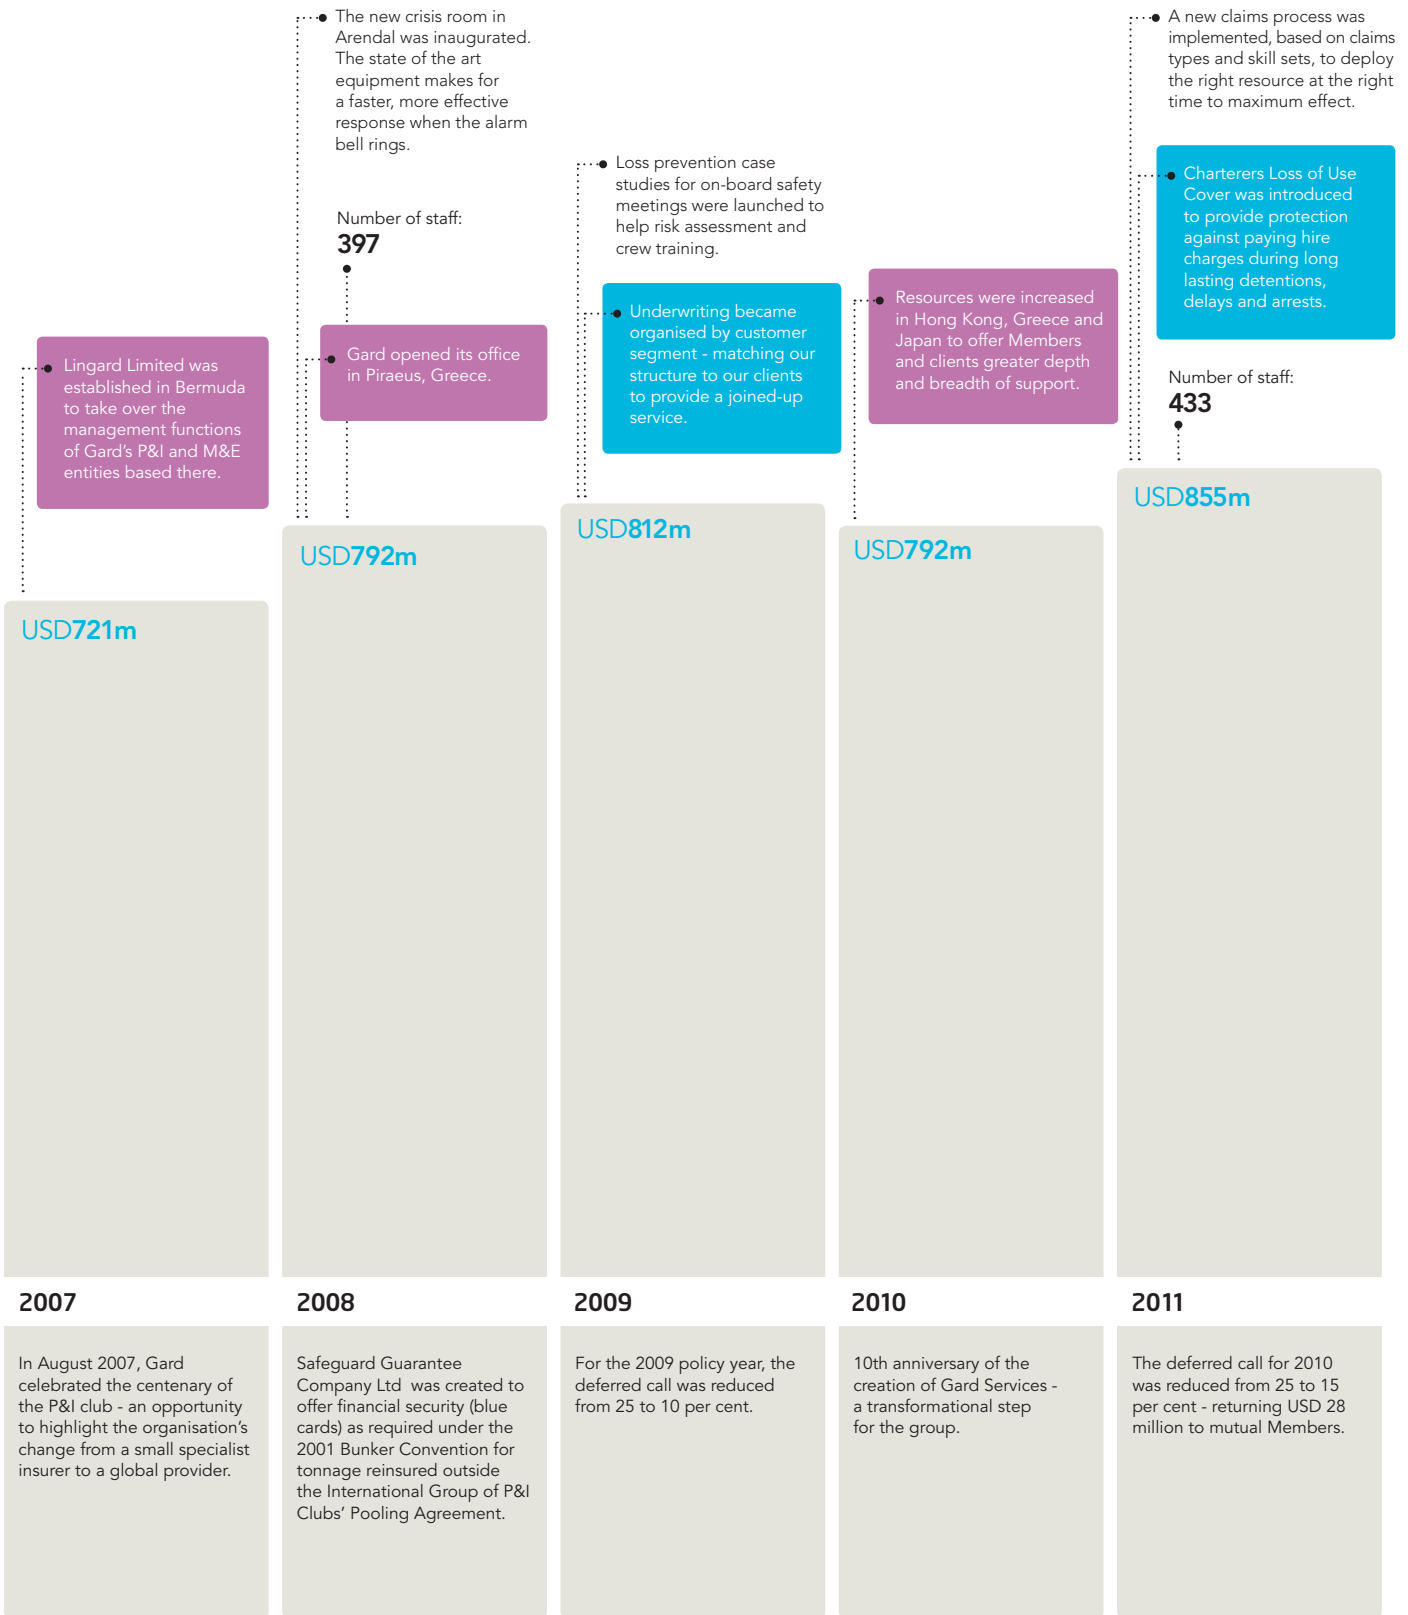 The new crisis room in
Arendal was inaugurated.
The state of the art
equipment makes for
a faster, more effective
response when the alarm
bell rings.
A new claims process was
implemented, based on claims
types and skill sets, to deploy
the right resource at the right
time to maximum effect.
Loss prevention case
studies for on-board safety
meetings were launched to
help risk assessment and
crew training.
Charterers Loss of Use
Cover was introduced
to provide protection
against paying hire
charges during long
lasting detentions,
delays and arrests.
Number of staff:
397
Resources were increased
in Hong Kong, Greece and
Japan to offer Members
and clients greater depth
and breadth of support.
Underwriting became
organised by customer
segment - matching our
structure to our clients
to provide a joined-up
service.
Gard opened its office
in Piraeus, Greece.
Lingard Limited was
established in Bermuda
to take over the
management functions
of Gard’s P&I and M&E
entities based there.
Number of staff:
433
USD721m
USD792m
USD812m
USD792m
USD855m
2007
2008
2009
2010
2011
In August 2007, Gard
celebrated the centenary of
the P&I club - an opportunity
to highlight the organisation’s
change from a small specialist
insurer to a global provider.
Safeguard Guarantee
Company Ltd  was created to
offer financial security (blue
cards) as required under the
2001 Bunker Convention for
tonnage reinsured outside
the International Group of P&I
Clubs’ Pooling Agreement.
For the 2009 policy year, the
deferred call was reduced
from 25 to 10 per cent.
10th anniversary of the
creation of Gard Services -
a transformational step
for the group.
The deferred call for 2010
was reduced from 25 to 15
per cent - returning USD 28
million to mutual Members.